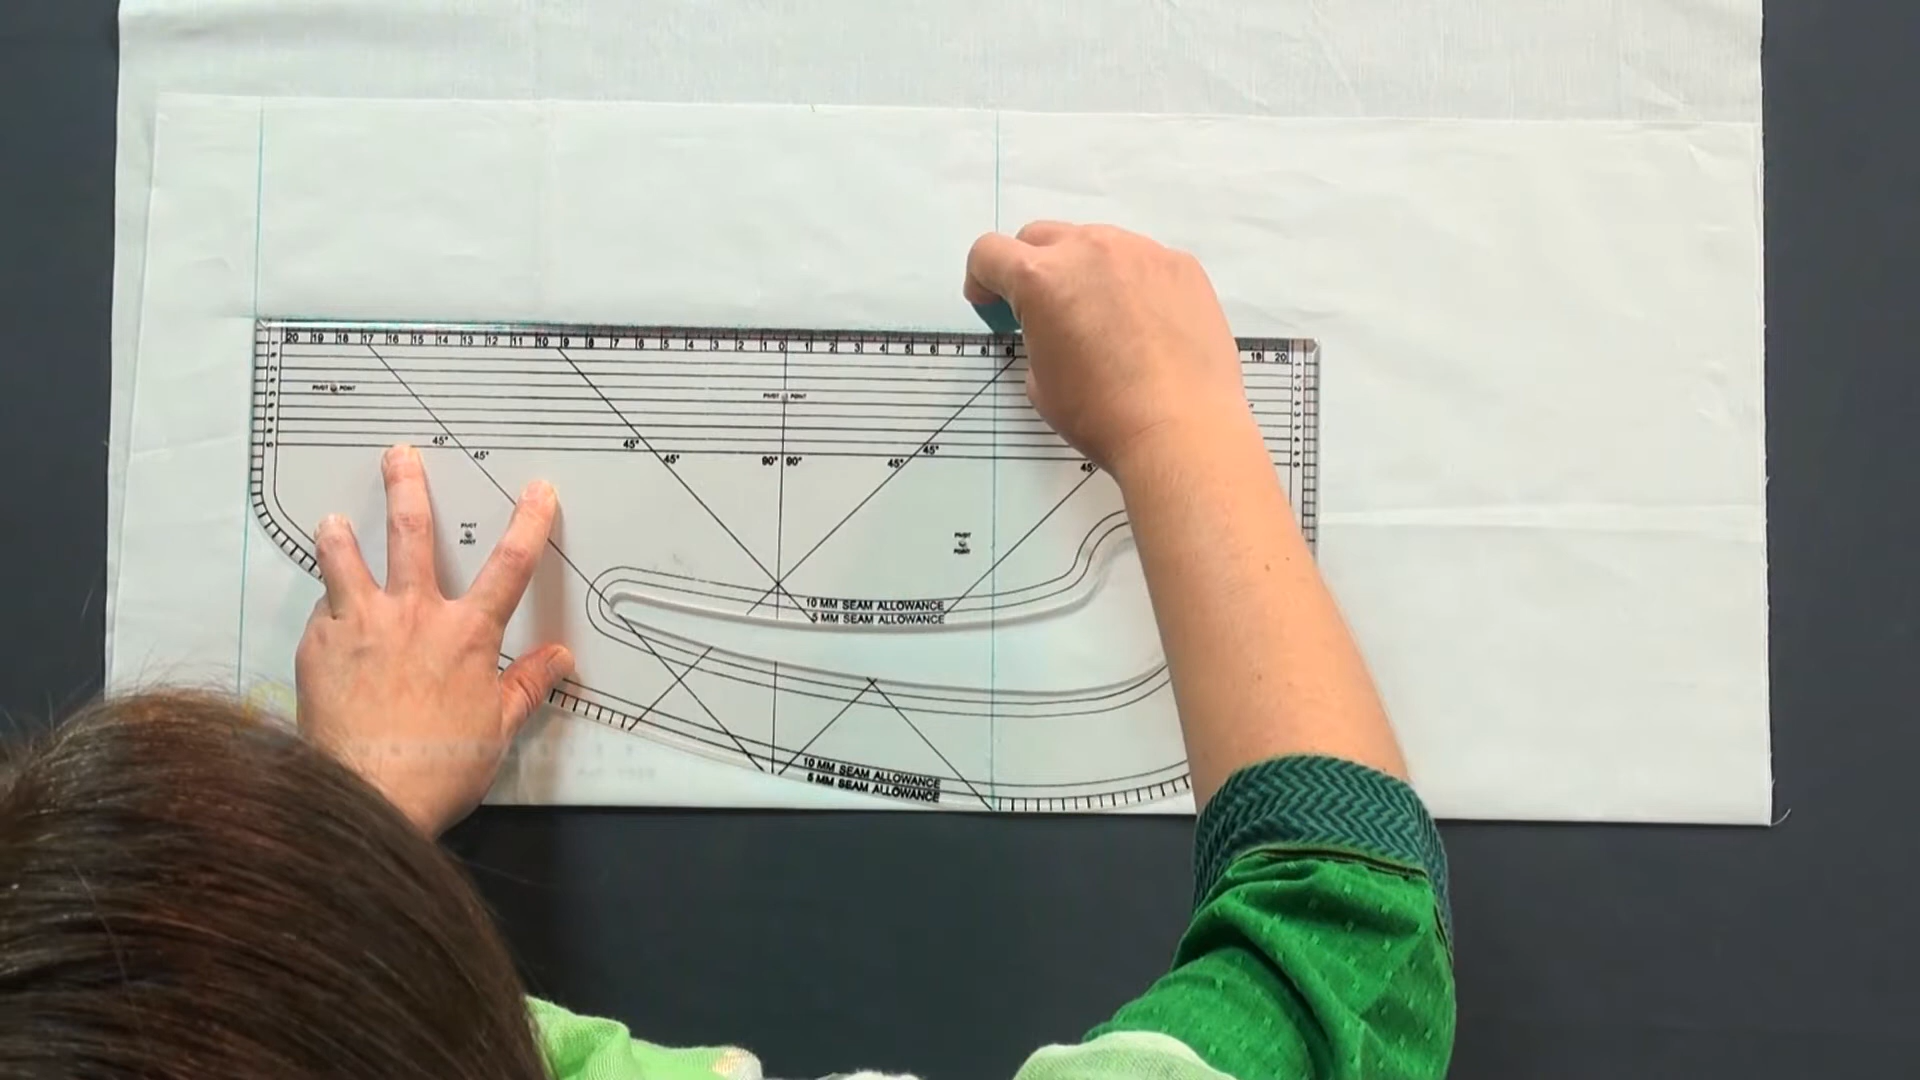 20 19 18 17 16 15 14 13 12 11 10 9 8 7 6 5 4 3 2 1 0 1 2 3 4 5 6 7 8 9 19 20
PIVOT POINT
PIVOT POINT
45° 45° 45° 45° 90° 90° 45° 45° 45°
PIVOT
POINT
PIVOT
POINT
10 MM SEAM ALLOWANCE
5 MM SEAM ALLOWANCE
10 MM SEAM ALLOWANCE
5 MM SEAM ALLOWANCE